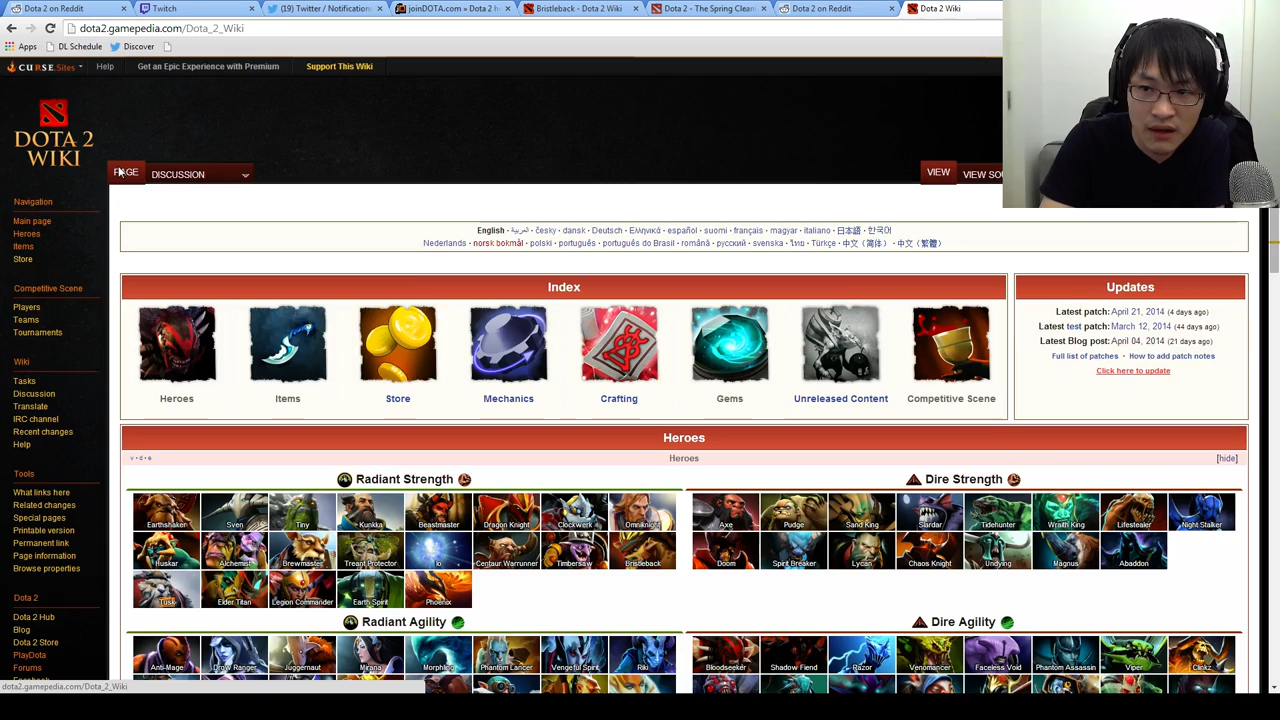 Dota 2 on Reddit
Twitch
(19) Twitter / Notification
joinDOTA.com » Dota 2 h
Bristleback - Dota 2 Wiki
Dota 2 - The Spring Clean
Dota 2 on Reddit
Dota 2 Wiki
dota2.gamepedia.com/Dota_2_Wiki
Apps
DL Schedule
Discover
CURSE Sites
Help
Get an Epic Experience with Premium
Support This Wiki
DOTA 2
WIKI
PAGE
DISCUSSION
VIEW
VIEW SOU
Navigation
Main page
Heroes
Items
Store
Competitive Scene
Players
Teams
Tournaments
Wiki
Tasks
Discussion
Translate
IRC channel
Recent changes
Help
Tools
What links here
Related changes
Special pages
Printable version
Permanent link
Page information
Browse properties
Dota 2
Dota 2 Hub
Blog
Dota 2 Store
PlayDota
Forums
English · العربية · česky · dansk · Deutsch · Ελληνικά · español · suomi · français · magyar · italiano · 日本語 · 한국어
Nederlands · norsk bokmål · polski · português · português do Brasil · română · русский · svenska · ไทย · Türkçe · 中文（简体） · 中文（繁體）
Index
Heroes
Items
Store
Mechanics
Crafting
Gems
Unreleased Content
Competitive Scene
Updates
Latest patch: April 21, 2014 (4 days ago)
Latest test patch: March 12, 2014 (44 days ago)
Latest Blog post: April 04, 2014 (21 days ago)
Full list of patches · How to add patch notes
Click here to update
Heroes
v · d · e
Heroes
[hide]
Radiant Strength
Earthshaker Sven Tiny Kunkka Beastmaster Dragon Knight Clockwerk Omniknight
Huskar Alchemist Brewmaster Treant Protector Io Centaur Warrunner Timbersaw Bristleback
Tusk Elder Titan Legion Commander Earth Spirit Phoenix
Dire Strength
Axe Pudge Sand King Slardar Tidehunter Wraith King Lifestealer Night Stalker
Doom Spirit Breaker Lycan Chaos Knight Undying Magnus Abaddon
Radiant Agility
Anti-Mage Drow Ranger Juggernaut Mirana Morphling Phantom Lancer Vengeful Spirit Riki
Dire Agility
Bloodseeker Shadow Fiend Razor Venomancer Faceless Void Phantom Assassin Viper Clinkz
dota2.gamepedia.com/Dota_2_Wiki